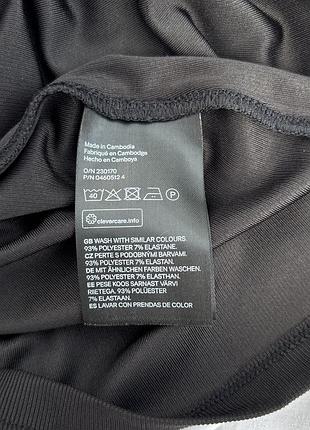 Made in Cambodia
Fabriqué en Cambodge
Hecho en Camboya
O/N 230170
P/N 0460512 4
40 P
clevercare.info
GB WASH WITH SIMILAR COLOURS.
93% POLYESTER 7% ELASTANE.
CZ PERTE S PODOBNÝMI BARVAMI.
93% POLYESTER 7% ELASTAN.
DE MIT ÄHNLICHEN FARBEN WASCHEN.
93% POLYESTER 7% ELASTHAN.
EE PESE KOOS SARNAST VÄRVI
RIIETEGA. 93% POLÜESTER
7% ELASTAAN.
ES LAVAR CON PRENDAS DE COLOR